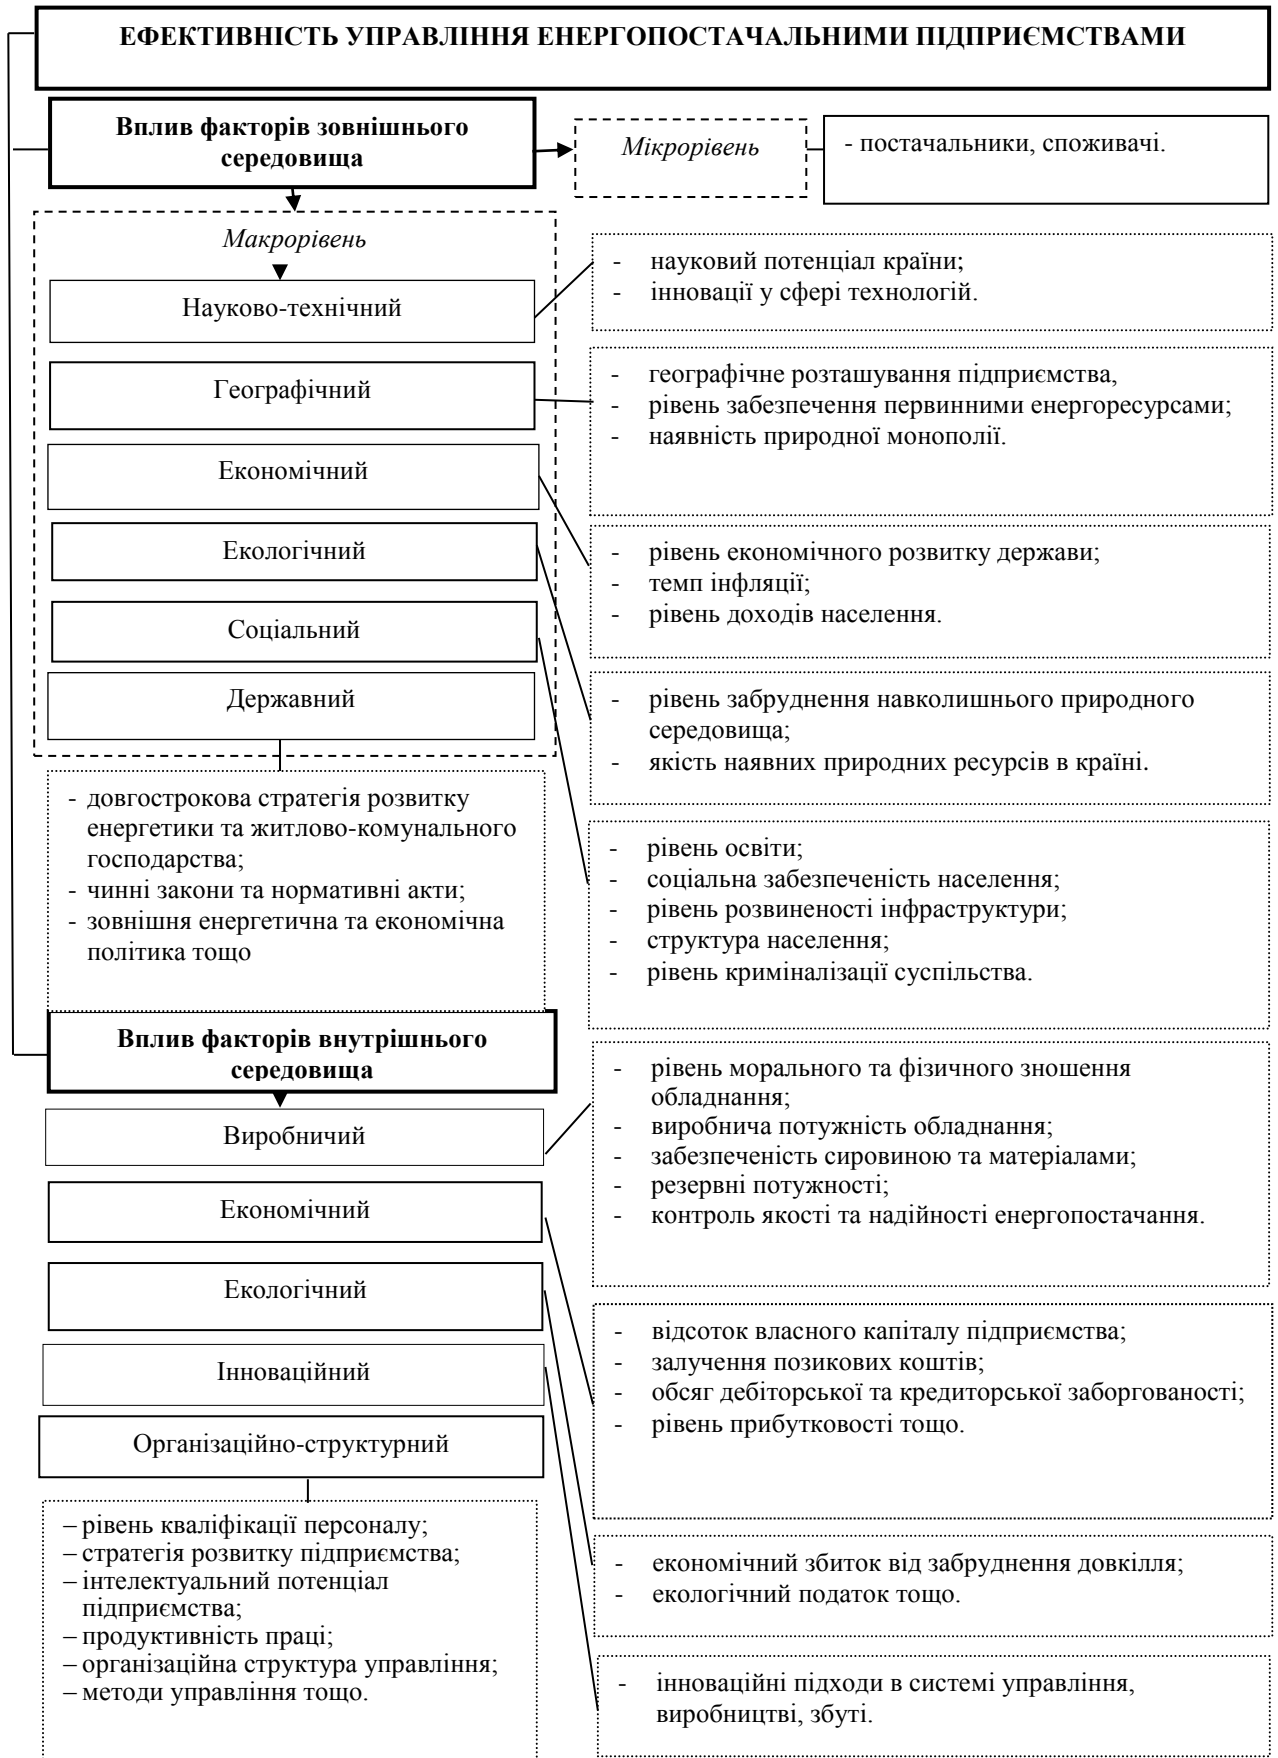 ЕФЕКТИВНІСТЬ УПРАВЛІННЯ ЕНЕРГОПОСТАЧАЛЬНИМИ ПІДПРИЄМСТВАМИ
Вплив факторів зовнішнього
середовища
Мікрорівень
- постачальники, споживачі.
Макрорівень
Науково-технічний
- науковий потенціал країни;
- інновації у сфері технологій.
Географічний
- географічне розташування підприємства,
- рівень забезпечення первинними енергоресурсами;
- наявність природної монополії.
Економічний
- рівень економічного розвитку держави;
- темп інфляції;
- рівень доходів населення.
Екологічний
- рівень забруднення навколишнього природного
середовища;
- якість наявних природних ресурсів в країні.
Соціальний
- рівень освіти;
- соціальна забезпеченість населення;
- рівень розвиненості інфраструктури;
- структура населення;
- рівень криміналізації суспільства.
Державний
- довгострокова стратегія розвитку
енергетики та житлово-комунального
господарства;
- чинні закони та нормативні акти;
- зовнішня енергетична та економічна
політика тощо
Вплив факторів внутрішнього
середовища
Виробничий
- рівень морального та фізичного зношення
обладнання;
- виробнича потужність обладнання;
- забезпеченість сировиною та матеріалами;
- резервні потужності;
- контроль якості та надійності енергопостачання.
Економічний
- відсоток власного капіталу підприємства;
- залучення позикових коштів;
- обсяг дебіторської та кредиторської заборгованості;
- рівень прибутковості тощо.
Екологічний
- економічний збиток від забруднення довкілля;
- екологічний податок тощо.
Інноваційний
- інноваційні підходи в системі управління,
виробництві, збуті.
Організаційно-структурний
– рівень кваліфікації персоналу;
– стратегія розвитку підприємства;
– інтелектуальний потенціал
підприємства;
– продуктивність праці;
– організаційна структура управління;
– методи управління тощо.